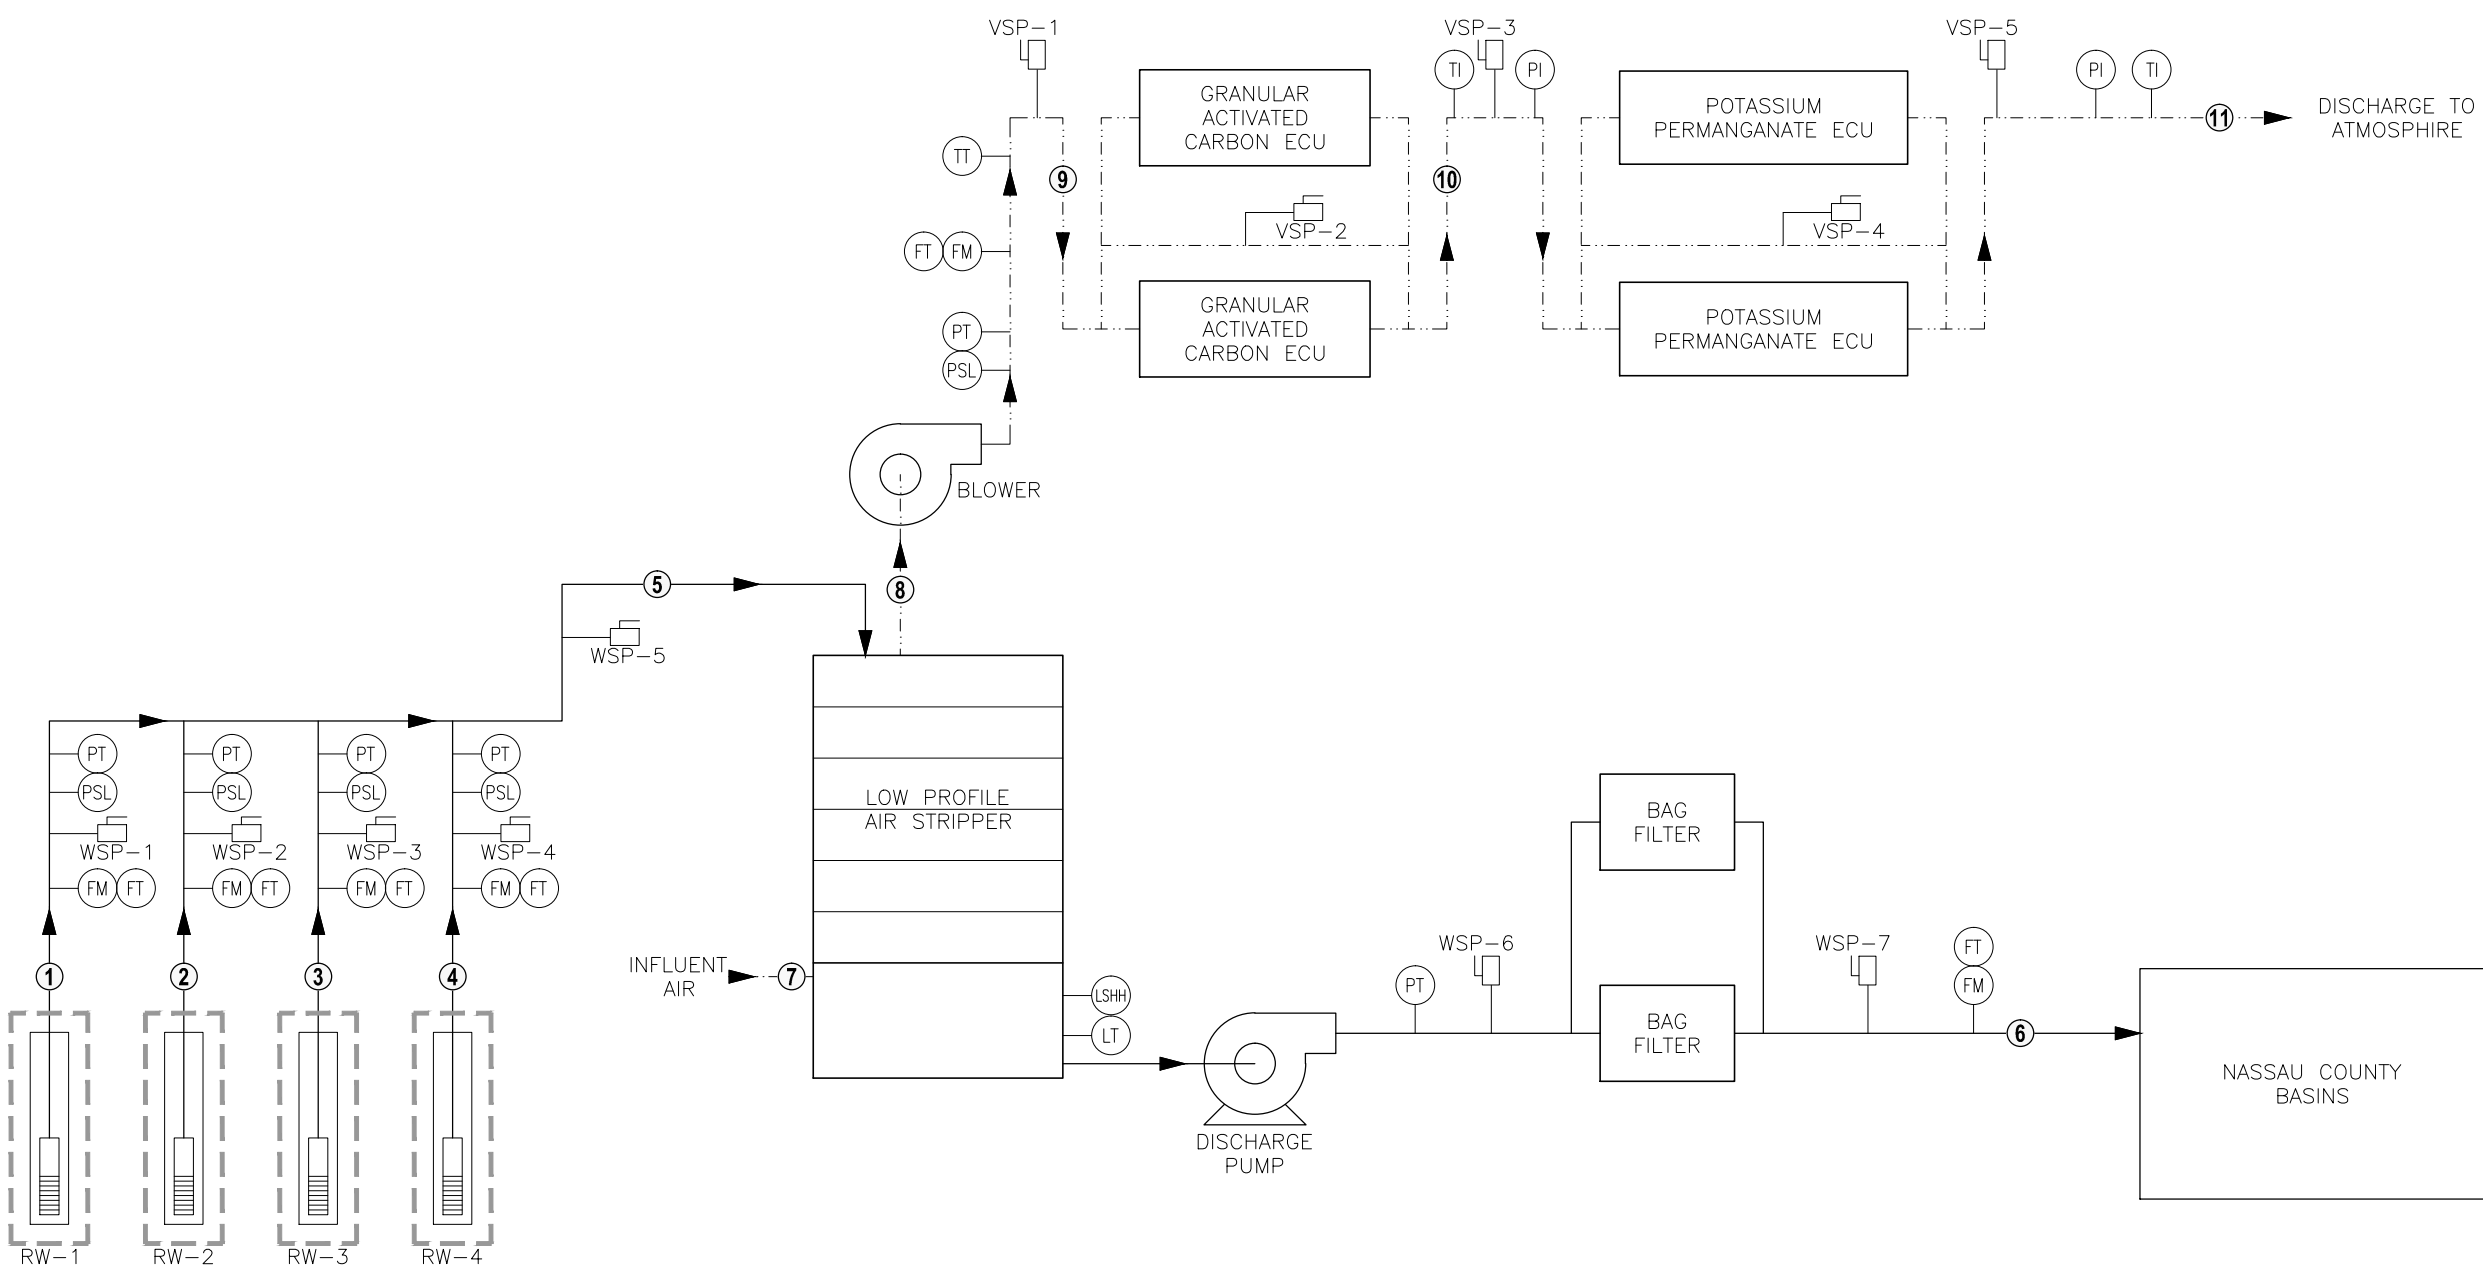 VSP-1
VSP-3
VSP-5
TI
PI
PI
TI
GRANULAR
ACTIVATED
CARBON ECU
POTASSIUM
PERMANGANATE ECU
11
DISCHARGE TO
ATMOSPHIRE
TT
9
10
VSP-2
VSP-4
FT
FM
PT
PSL
GRANULAR
ACTIVATED
CARBON ECU
POTASSIUM
PERMANGANATE ECU
BLOWER
5
8
WSP-5
PT
PSL
WSP-1
FM
FT
PT
PSL
WSP-2
FM
FT
PT
PSL
WSP-3
FM
FT
PT
PSL
WSP-4
FM
FT
1
2
3
4
RW-1
RW-2
RW-3
RW-4
LOW PROFILE
AIR STRIPPER
INFLUENT
AIR
7
LSHH
LT
DISCHARGE
PUMP
PT
WSP-6
BAG
FILTER
BAG
FILTER
WSP-7
FT
FM
6
NASSAU COUNTY
BASINS